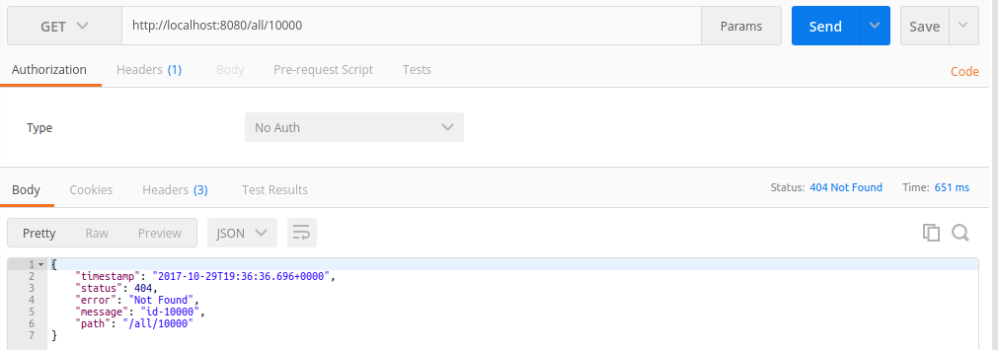 GET http://localhost:8080/all/10000 Params Send Save
Authorization Headers (1) Body Pre-request Script Tests Code
Type No Auth
Body Cookies Headers (3) Test Results Status: 404 Not Found Time: 651 ms
Pretty Raw Preview JSON
1 {
2 "timestamp": "2017-10-29T19:36:36.696+0000",
3 "status": 404,
4 "error": "Not Found",
5 "message": "id-10000",
6 "path": "/all/10000"
7 }